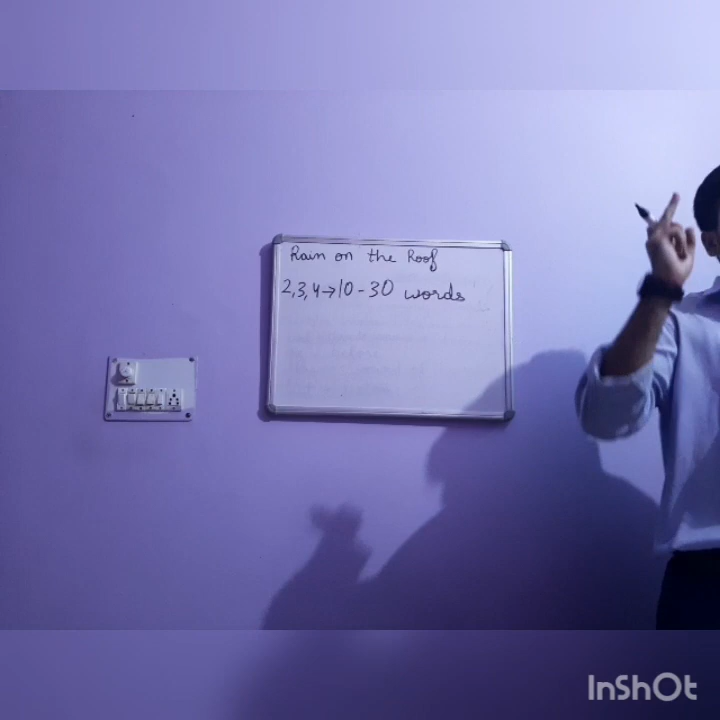 Rain on the Roof
2,3,4→10-30 words
InShOt